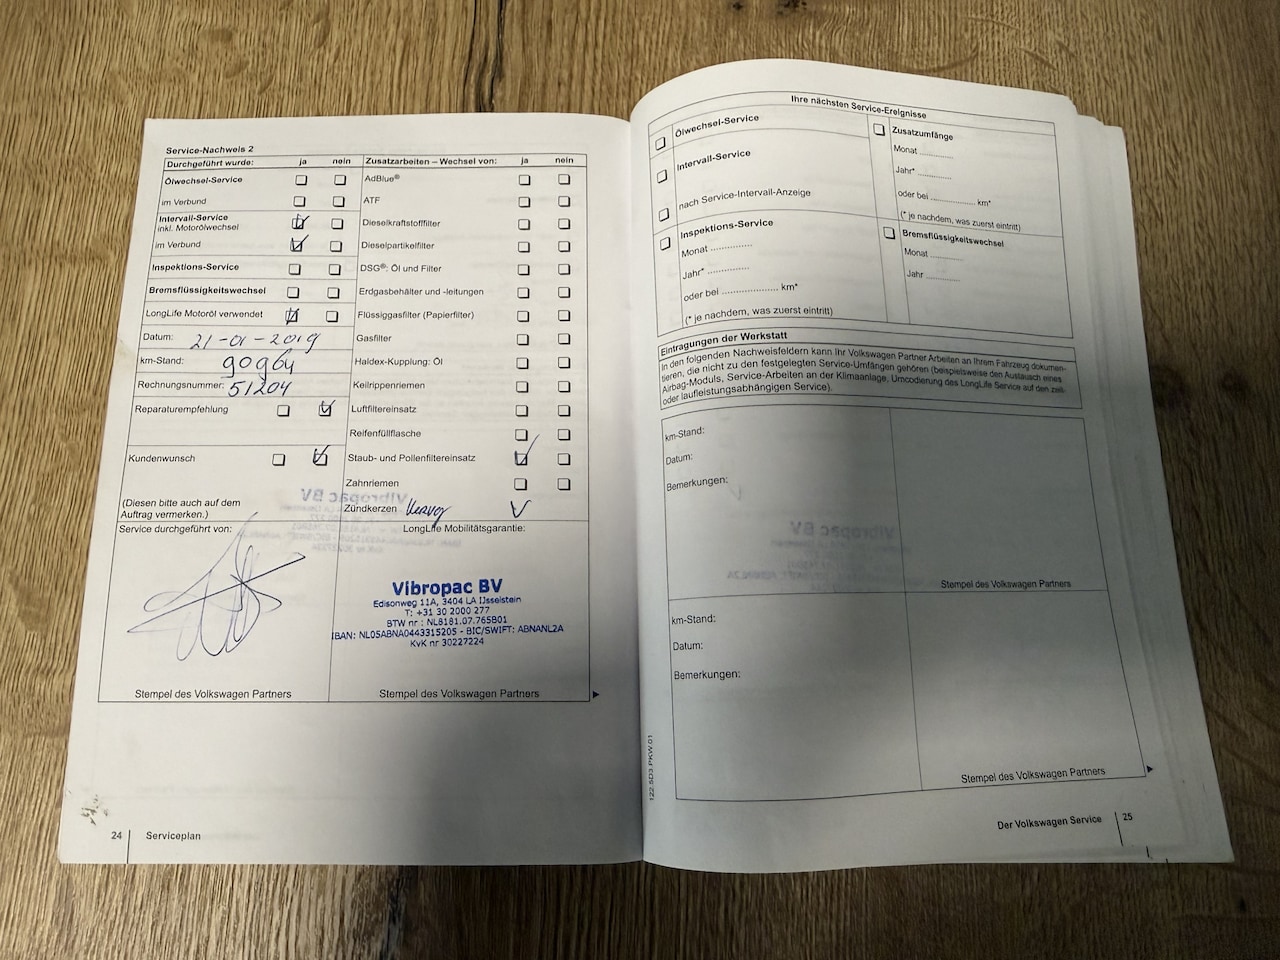 Service-Nachweis 2
Durchgeführt wurde: ja nein Zusatzarbeiten – Wechsel von: ja nein
Ölwechsel-Service AdBlue®
im Verbund ATF
Intervall-Service Dieselkraftstofffilter
inkl. Motorölwechsel
im Verbund Dieselpartikelfilter
Inspektions-Service DSG®: Öl und Filter
Bremsflüssigkeitswechsel Erdgasbehälter und -leitungen
LongLife Motoröl verwendet Flüssiggasfilter (Papierfilter)
Datum: 21-01-2019 Gasfilter
km-Stand: 90964 Haldex-Kupplung: Öl
Rechnungsnummer: 51204 Keilrippenriemen
Reparaturempfehlung Luftfiltereinsatz
Reifenfüllflasche
Kundenwunsch Staub- und Pollenfiltereinsatz
Zahnriemen
(Diesen bitte auch auf dem
Auftrag vermerken.) Zündkerzen
Service durchgeführt von: LongLife Mobilitätsgarantie:
Vibropac BV
Edisonweg 11A, 3404 LA IJsselstein
T: +31 30 2000 277
BTW nr : NL8181.07.765B01
IBAN: NL05ABNA0443315205 - BIC/SWIFT: ABNANL2A
KvK nr 30227224
Stempel des Volkswagen Partners Stempel des Volkswagen Partners
24 Serviceplan
Ihre nächsten Service-Ereignisse
Ölwechsel-Service
Intervall-Service
nach Service-Intervall-Anzeige
Inspektions-Service
Monat ..............
Jahr* ..............
oder bei .................... km*
(* je nachdem, was zuerst eintritt)
Zusatzumfänge
Monat ...........
Jahr* ...........
oder bei ............... km*
(* je nachdem, was zuerst eintritt)
Bremsflüssigkeitswechsel
Monat ...........
Jahr ...........
Eintragungen der Werkstatt
In den folgenden Nachweisfeldern kann Ihr Volkswagen Partner Arbeiten an Ihrem Fahrzeug dokumen-
tieren, die nicht zu den festgelegten Service-Umfängen gehören (beispielsweise den Austausch eines
Airbag-Moduls, Service-Arbeiten an der Klimaanlage, Umcodierung des LongLife Service auf den zeit-
oder laufleistungsabhängigen Service).
km-Stand:
Datum:
Bemerkungen:
Stempel des Volkswagen Partners
km-Stand:
Datum:
Bemerkungen:
Stempel des Volkswagen Partners
122.5D3.PKW.01
Der Volkswagen Service 25